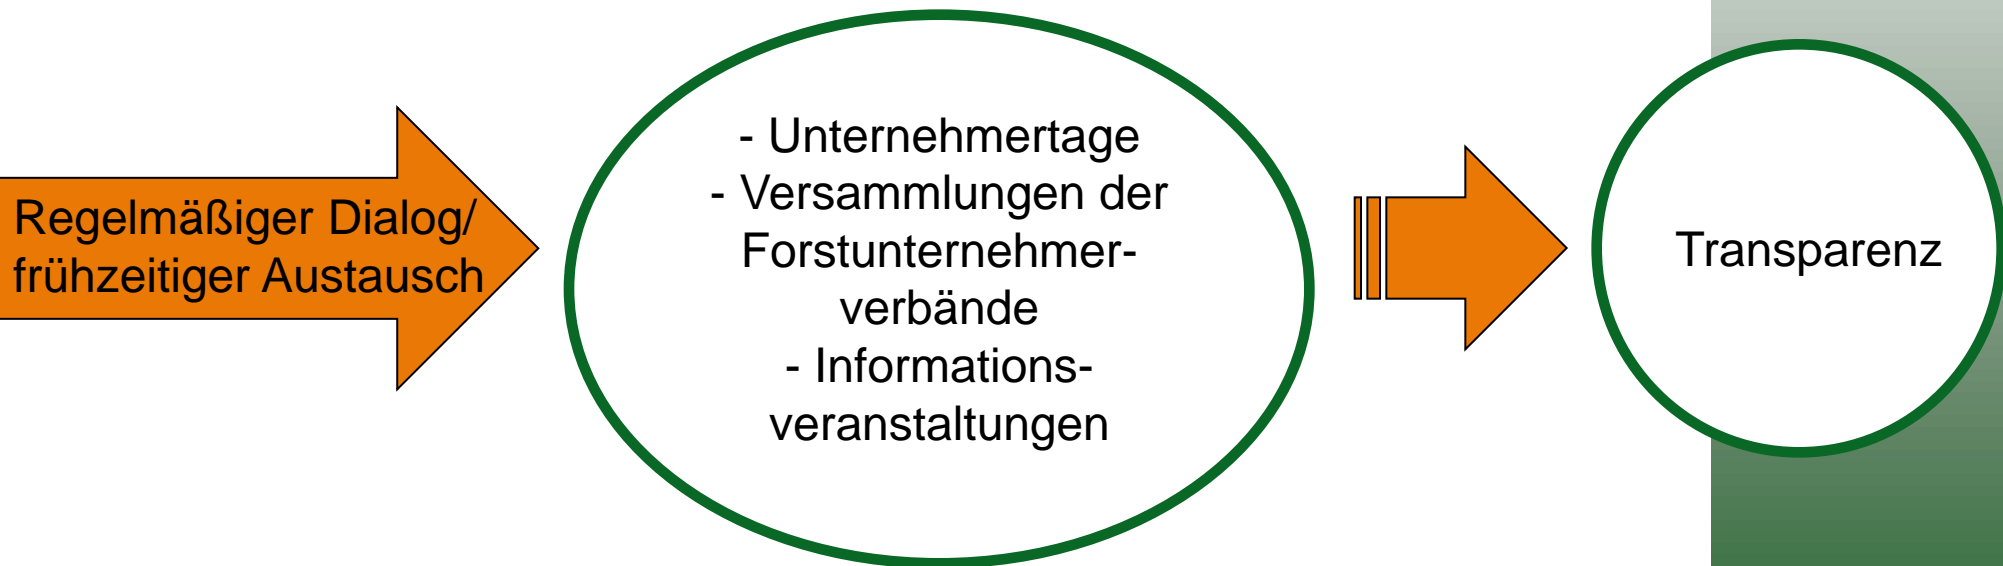 Regelmäßiger Dialog/
frühzeitiger Austausch
- Unternehmertage
- Versammlungen der
Forstunternehmer-
verbände
- Informations-
veranstaltungen
Transparenz